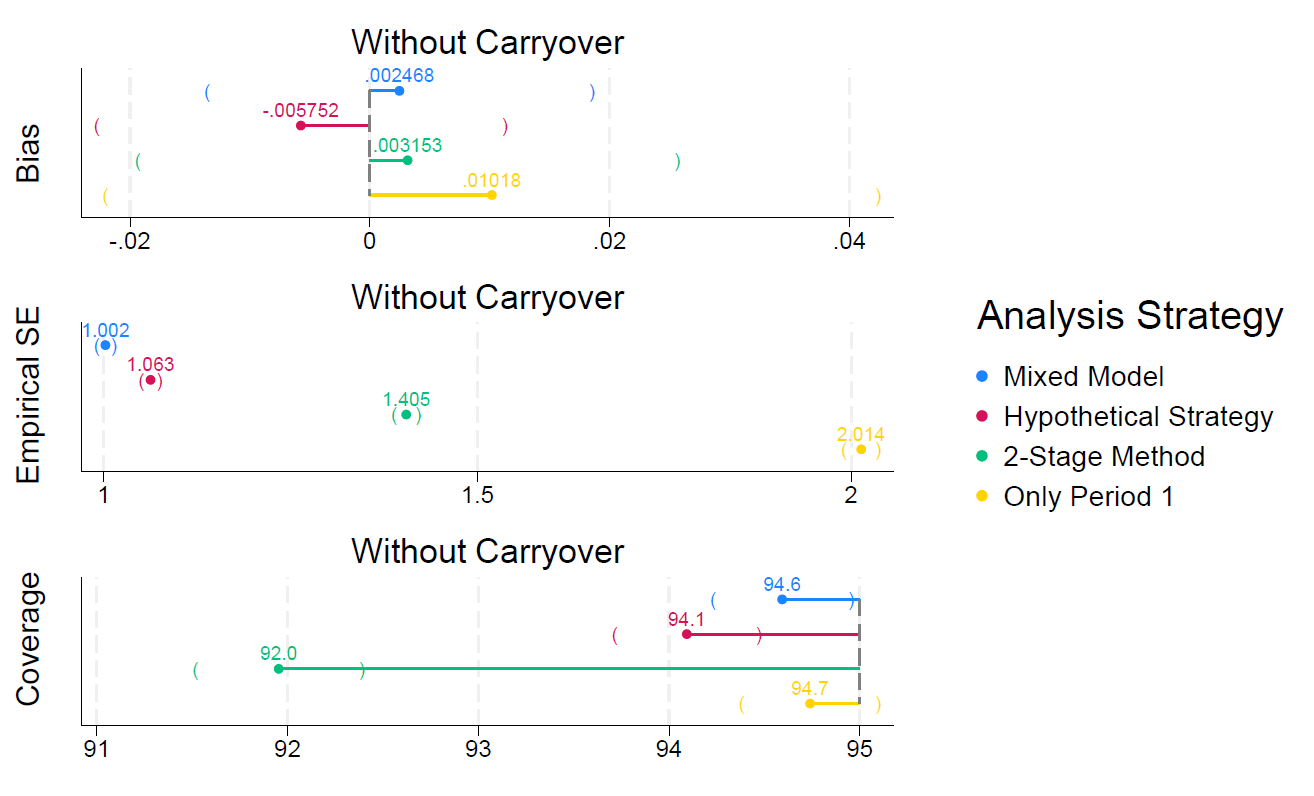 Without Carryover
Bias
.002468
-.005752
.003153
.01018
-.02 0 .02 .04
Without Carryover
Empirical SE
1.002
1.063
1.405
2.014
1 1.5 2
Without Carryover
Coverage
94.6
94.1
92.0
94.7
91 92 93 94 95
Analysis Strategy
Mixed Model
Hypothetical Strategy
2-Stage Method
Only Period 1